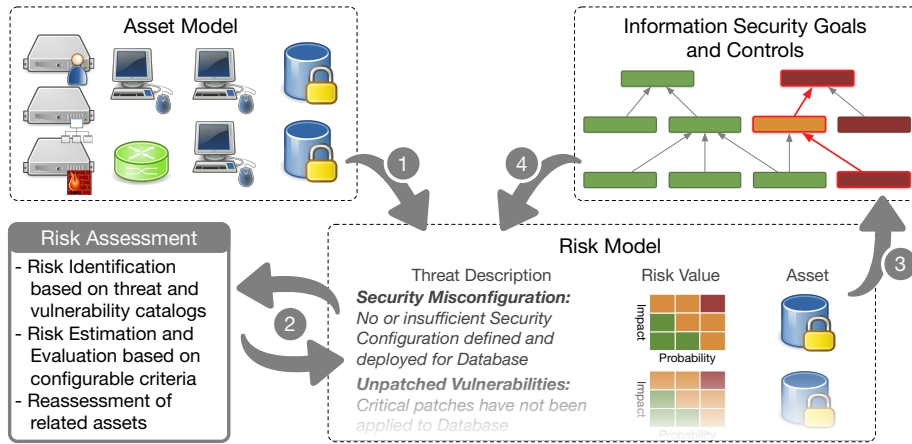 Asset Model
Information Security Goals
and Controls
1
4
Risk Assessment
- Risk Identification
based on threat and
vulnerability catalogs
- Risk Estimation and
Evaluation based on
configurable criteria
- Reassessment of
related assets
2
3
Risk Model
Threat Description
Risk Value
Asset
Security Misconfiguration:
No or insufficient Security
Configuration defined and
deployed for Database
Impact
Probability
Unpatched Vulnerabilities:
Critical patches have not been
applied to Database
Impact
Probability